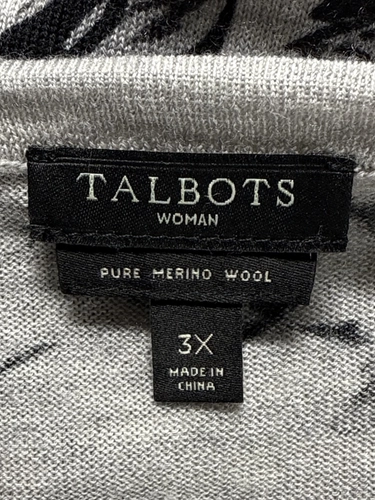 TALBOTS
WOMAN
PURE MERINO WOOL
3X
MADE IN
CHINA